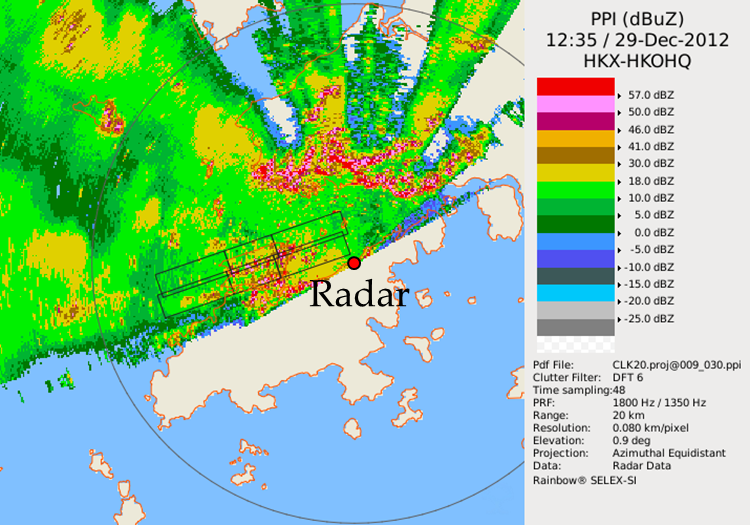 PPI (dBuZ)
12:35 / 29-Dec-2012
HKX-HKOHQ
57.0 dBZ
50.0 dBZ
46.0 dBZ
41.0 dBZ
30.0 dBZ
18.0 dBZ
10.0 dBZ
5.0 dBZ
0.0 dBZ
-5.0 dBZ
-10.0 dBZ
-15.0 dBZ
-20.0 dBZ
-25.0 dBZ
Radar
Pdf File: CLK20.proj@009_030.ppi
Clutter Filter: DFT 6
Time sampling:48
PRF: 1800 Hz / 1350 Hz
Range: 20 km
Resolution: 0.080 km/pixel
Elevation: 0.9 deg
Projection: Azimuthal Equidistant
Data: Radar Data
Rainbow® SELEX-SI